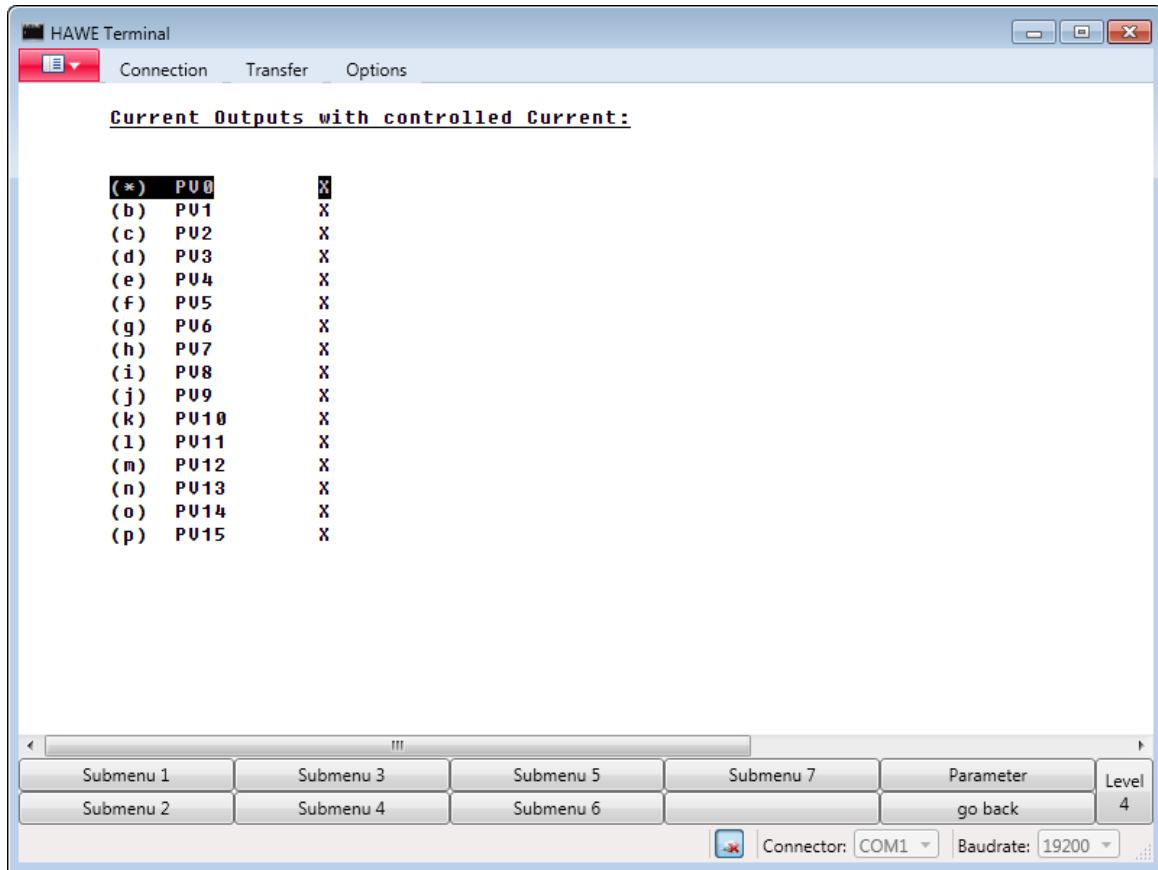 HAWE Terminal
Connection Transfer Options
Current Outputs with controlled Current:
(*) PV0 X
(b) PV1 X
(c) PV2 X
(d) PV3 X
(e) PV4 X
(f) PV5 X
(g) PV6 X
(h) PV7 X
(i) PV8 X
(j) PV9 X
(k) PV10 X
(l) PV11 X
(m) PV12 X
(n) PV13 X
(o) PV14 X
(p) PV15 X
Submenu 1 Submenu 3 Submenu 5 Submenu 7 Parameter Level
Submenu 2 Submenu 4 Submenu 6 go back 4
Connector: COM1 Baudrate: 19200